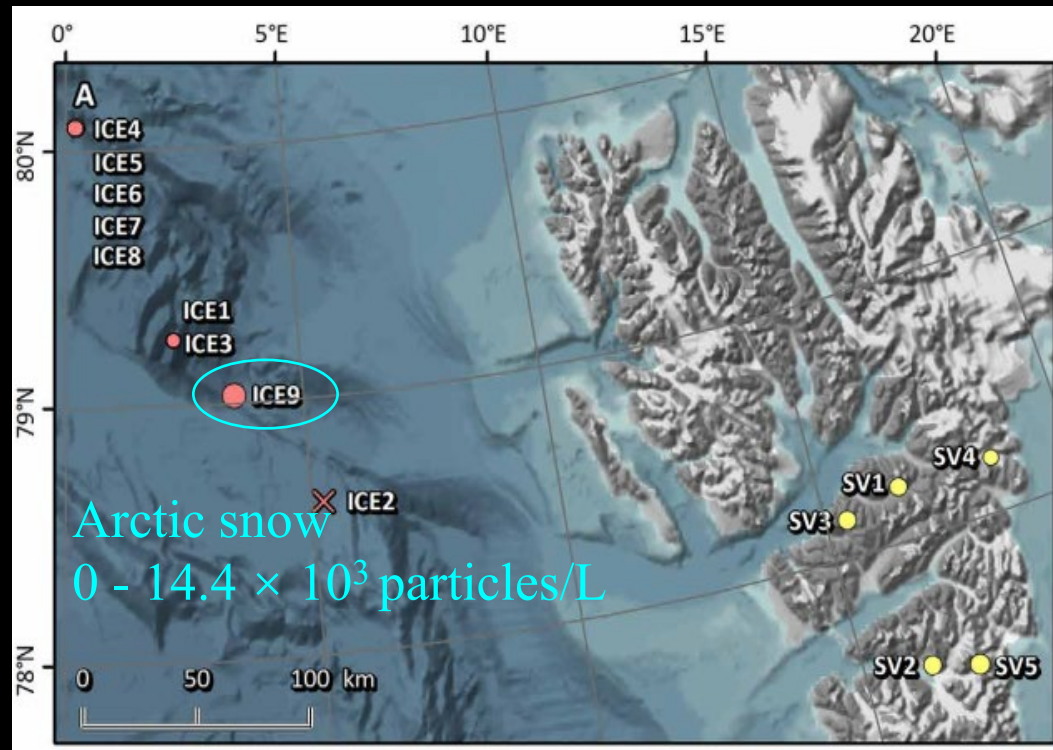 0° 5°E 10°E 15°E 20°E
A
ICE4
80°N
ICE5
ICE6
ICE7
ICE8
ICE1
ICE3
ICE9
79°N
SV4
SV1
ICE2
SV3
Arctic snow
0 - 14.4 × 10³ particles/L
78°N
SV2
SV5
0 50 100 km